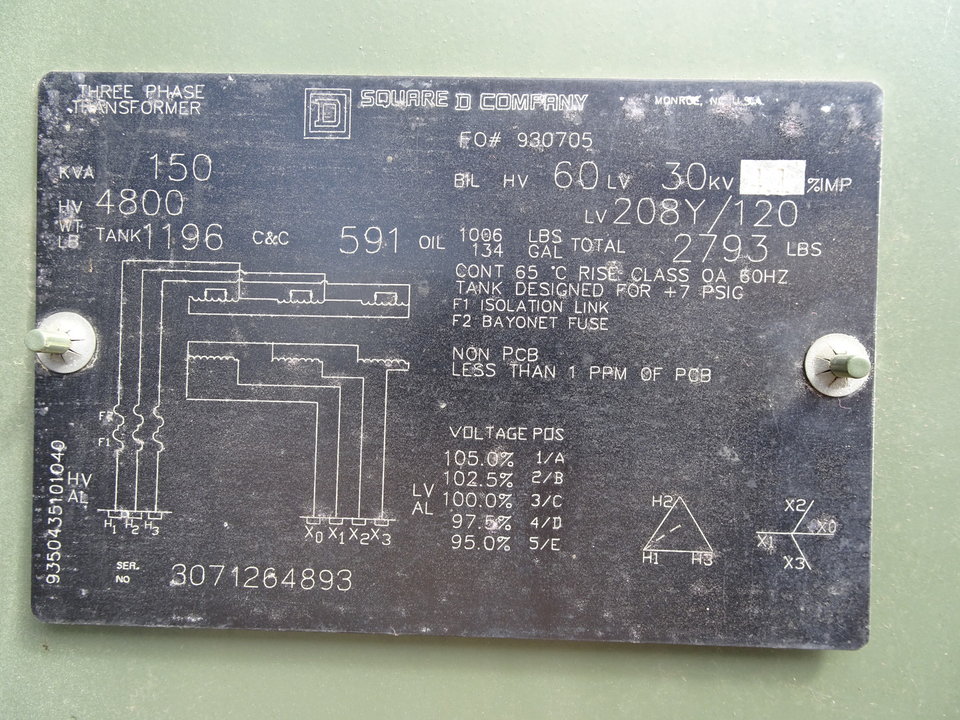 THREE PHASE
TRANSFORMER
D SQUARE D COMPANY
MONROE, NC U.S.A.
FO# 930705
KVA 150
BIL HV 60 LV 30 KV %IMP
HV 4800
LV 208Y/120
WT
LB TANK 1196 C&C 591 OIL 1006 LBS
134 GAL TOTAL 2793 LBS
CONT 65 °C RISE CLASS OA 60HZ
TANK DESIGNED FOR +7 PSIG
F1 ISOLATION LINK
F2 BAYONET FUSE
NON PCB
LESS THAN 1 PPM OF PCB
F2
F1
VOLTAGE POS
105.0% 1/A
102.5% 2/B
100.0% 3/C
97.5% 4/D
95.0% 5/E
HV
AL
H1 H2 H3
LV
AL
X0 X1 X2 X3
H2
H1 H3
X2
X1 X0
X3
SER.
NO 3071264893
9350435101040